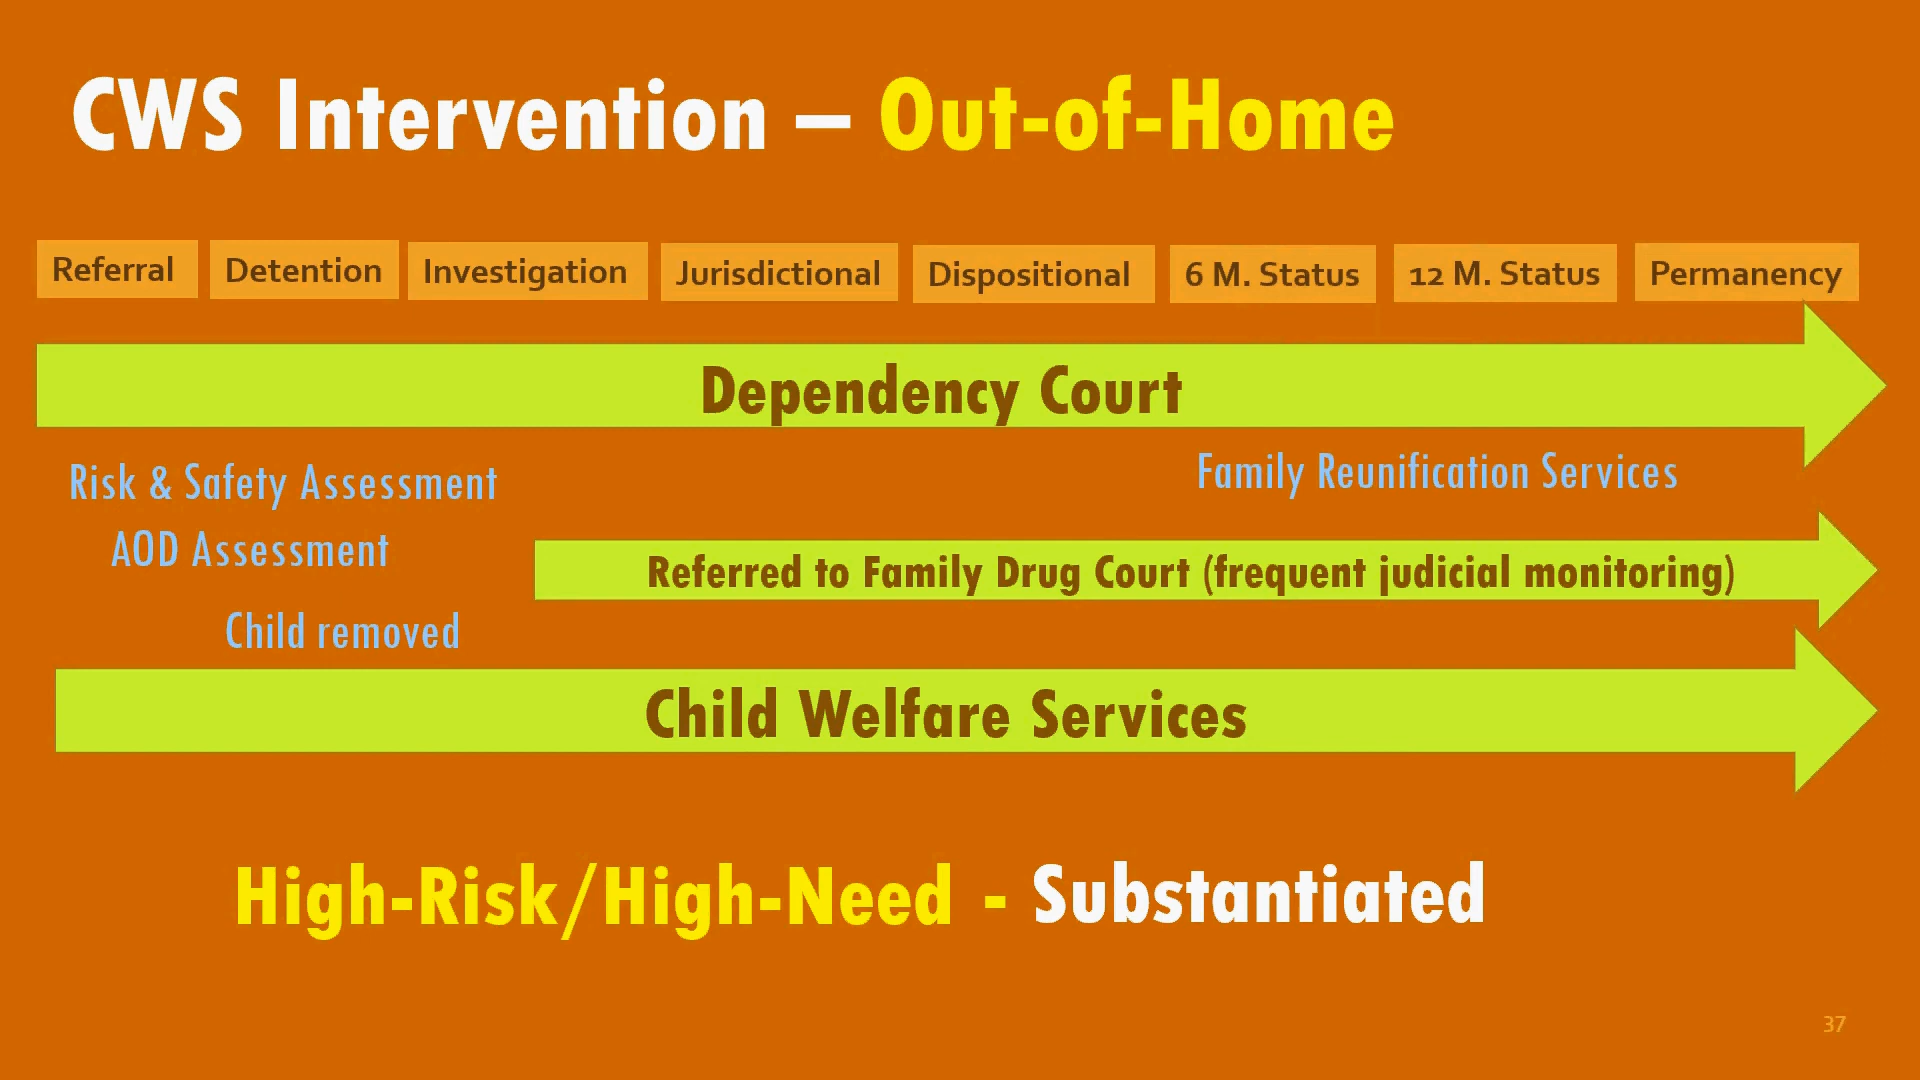 CWS Intervention – Out-of-Home
Referral
Detention
Investigation
Jurisdictional
Dispositional
6 M. Status
12 M. Status
Permanency
Dependency Court
Risk & Safety Assessment
Family Reunification Services
AOD Assessment
Referred to Family Drug Court (frequent judicial monitoring)
Child removed
Child Welfare Services
High-Risk/High-Need - Substantiated
37